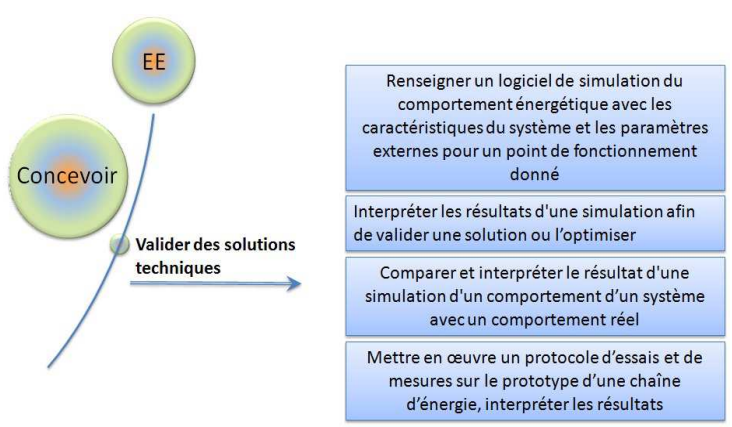 EE
Concevoir
Valider des solutions
techniques
Renseigner un logiciel de simulation du
comportement énergétique avec les
caractéristiques du système et les paramètres
externes pour un point de fonctionnement
donné
Interpréter les résultats d'une simulation afin
de valider une solution ou l’optimiser
Comparer et interpréter le résultat d'une
simulation d'un comportement d’un système
avec un comportement réel
Mettre en œuvre un protocole d’essais et de
mesures sur le prototype d’une chaîne
d’énergie, interpréter les résultats